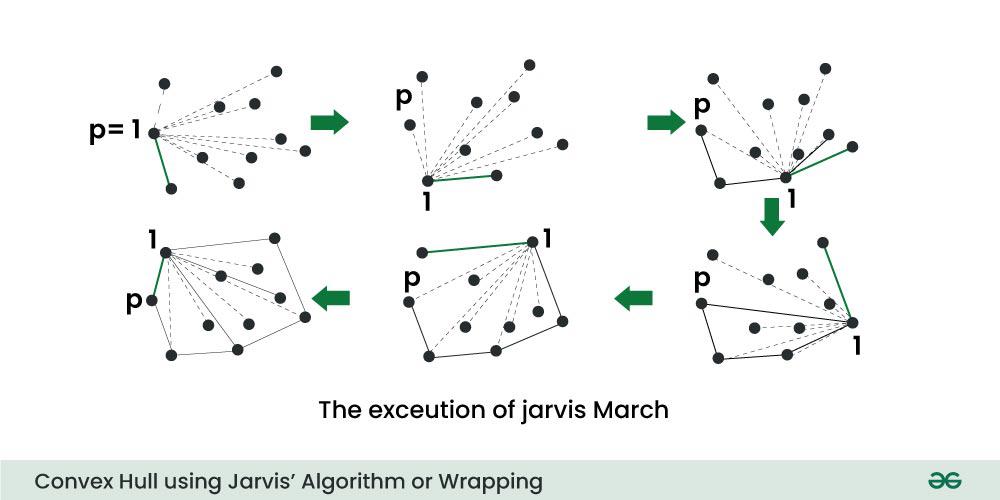 p= 1
p
1
p
1
1
p
p
1
p
1
The exceution of jarvis March
Convex Hull using Jarvis’ Algorithm or Wrapping